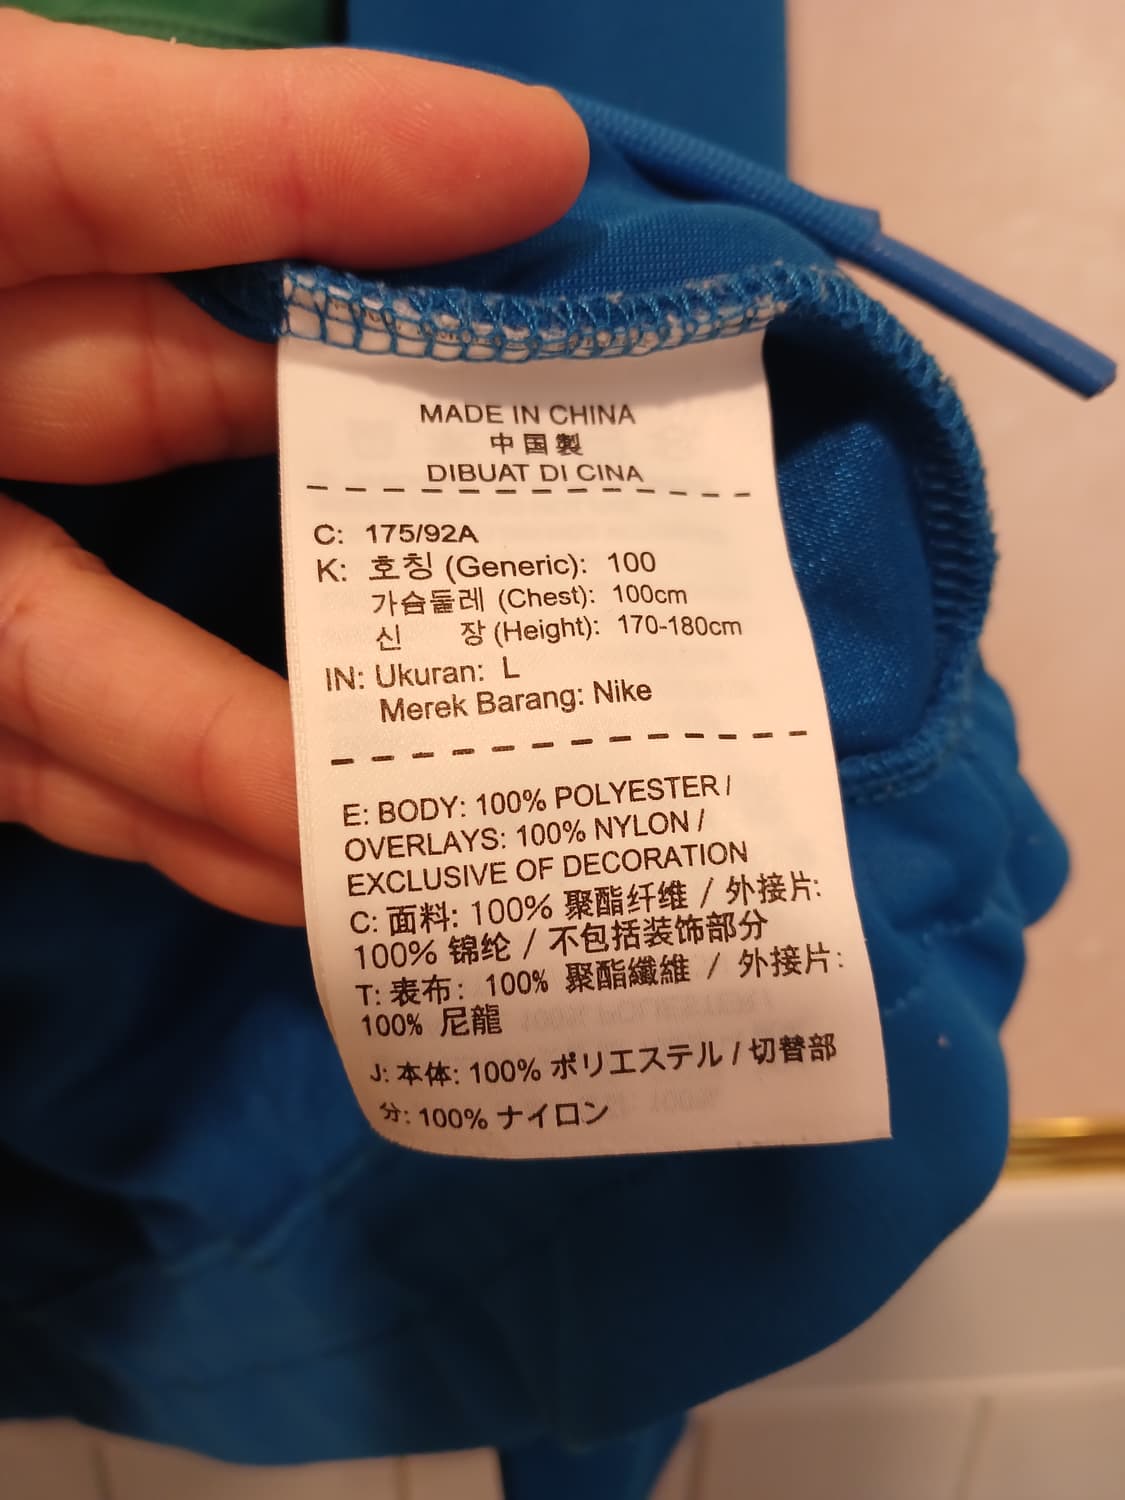 MADE IN CHINA
中国製
DIBUAT DI CINA
C: 175/92A
K: 호칭 (Generic): 100
가슴둘레 (Chest): 100cm
신 장 (Height): 170-180cm
IN: Ukuran: L
Merek Barang: Nike
E: BODY: 100% POLYESTER /
OVERLAYS: 100% NYLON /
EXCLUSIVE OF DECORATION
C: 面料: 100% 聚酯纤维 / 外接片:
100% 锦纶 / 不包括装饰部分
T: 表布: 100% 聚酯纖維 / 外接片:
100% 尼龍
J: 本体: 100% ポリエステル / 切替部
分: 100% ナイロン